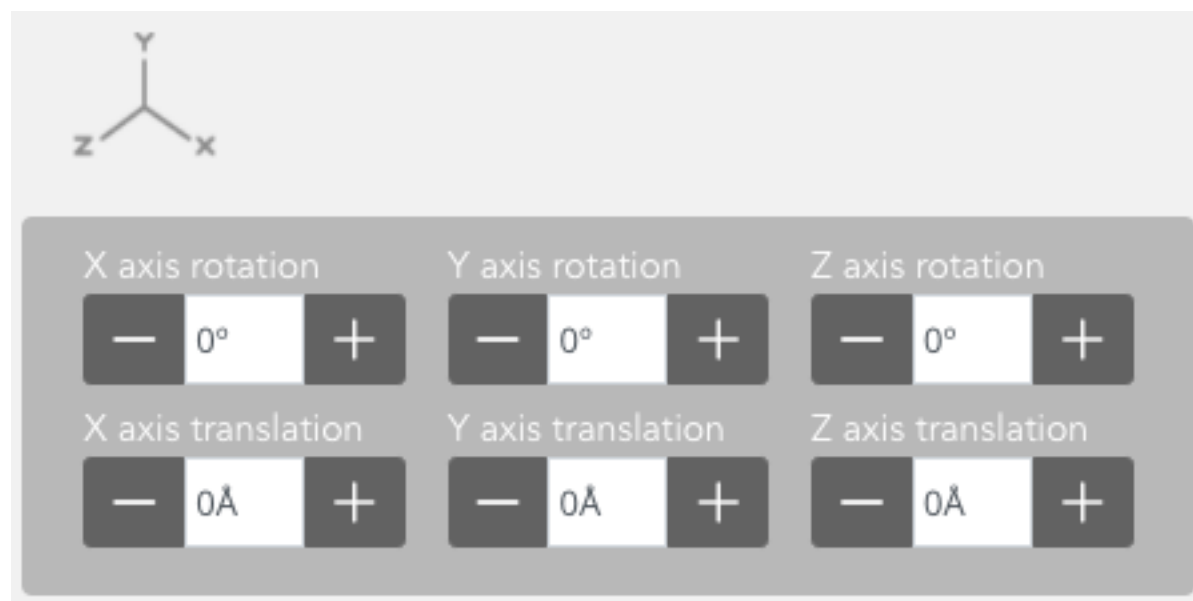 Y
Z X
X axis rotation Y axis rotation Z axis rotation
0° 0° 0°
X axis translation Y axis translation Z axis translation
0Å 0Å 0Å